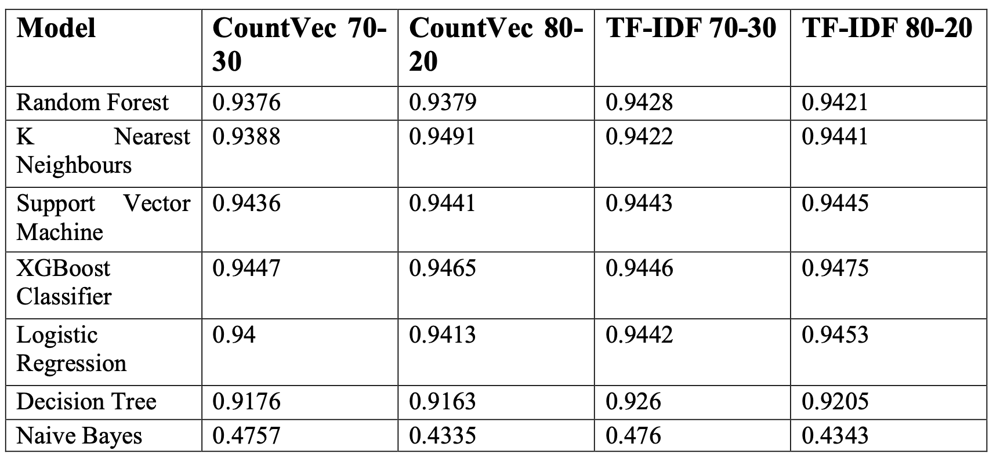 Model CountVec 70- CountVec 80- TF-IDF 70-30 TF-IDF 80-20
30 20
Random Forest 0.9376 0.9379 0.9428 0.9421
K Nearest 0.9388 0.9491 0.9422 0.9441
Neighbours
Support Vector 0.9436 0.9441 0.9443 0.9445
Machine
XGBoost 0.9447 0.9465 0.9446 0.9475
Classifier
Logistic 0.94 0.9413 0.9442 0.9453
Regression
Decision Tree 0.9176 0.9163 0.926 0.9205
Naive Bayes 0.4757 0.4335 0.476 0.4343